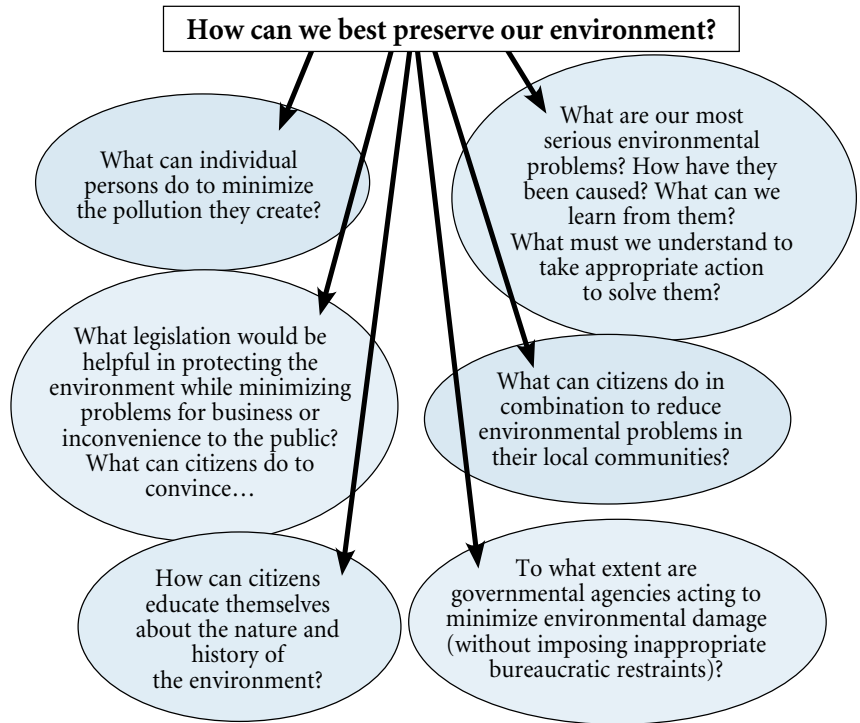 How can we best preserve our environment?
What can individual
persons do to minimize
the pollution they create?
What are our most
serious environmental
problems? How have they
been caused? What can we
learn from them?
What must we understand to
take appropriate action
to solve them?
What legislation would be
helpful in protecting the
environment while minimizing
problems for business or
inconvenience to the public?
What can citizens do to
convince…
What can citizens do in
combination to reduce
environmental problems in
their local communities?
How can citizens
educate themselves
about the nature and
history of
the environment?
To what extent are
governmental agencies acting to
minimize environmental damage
(without imposing inappropriate
bureaucratic restraints)?